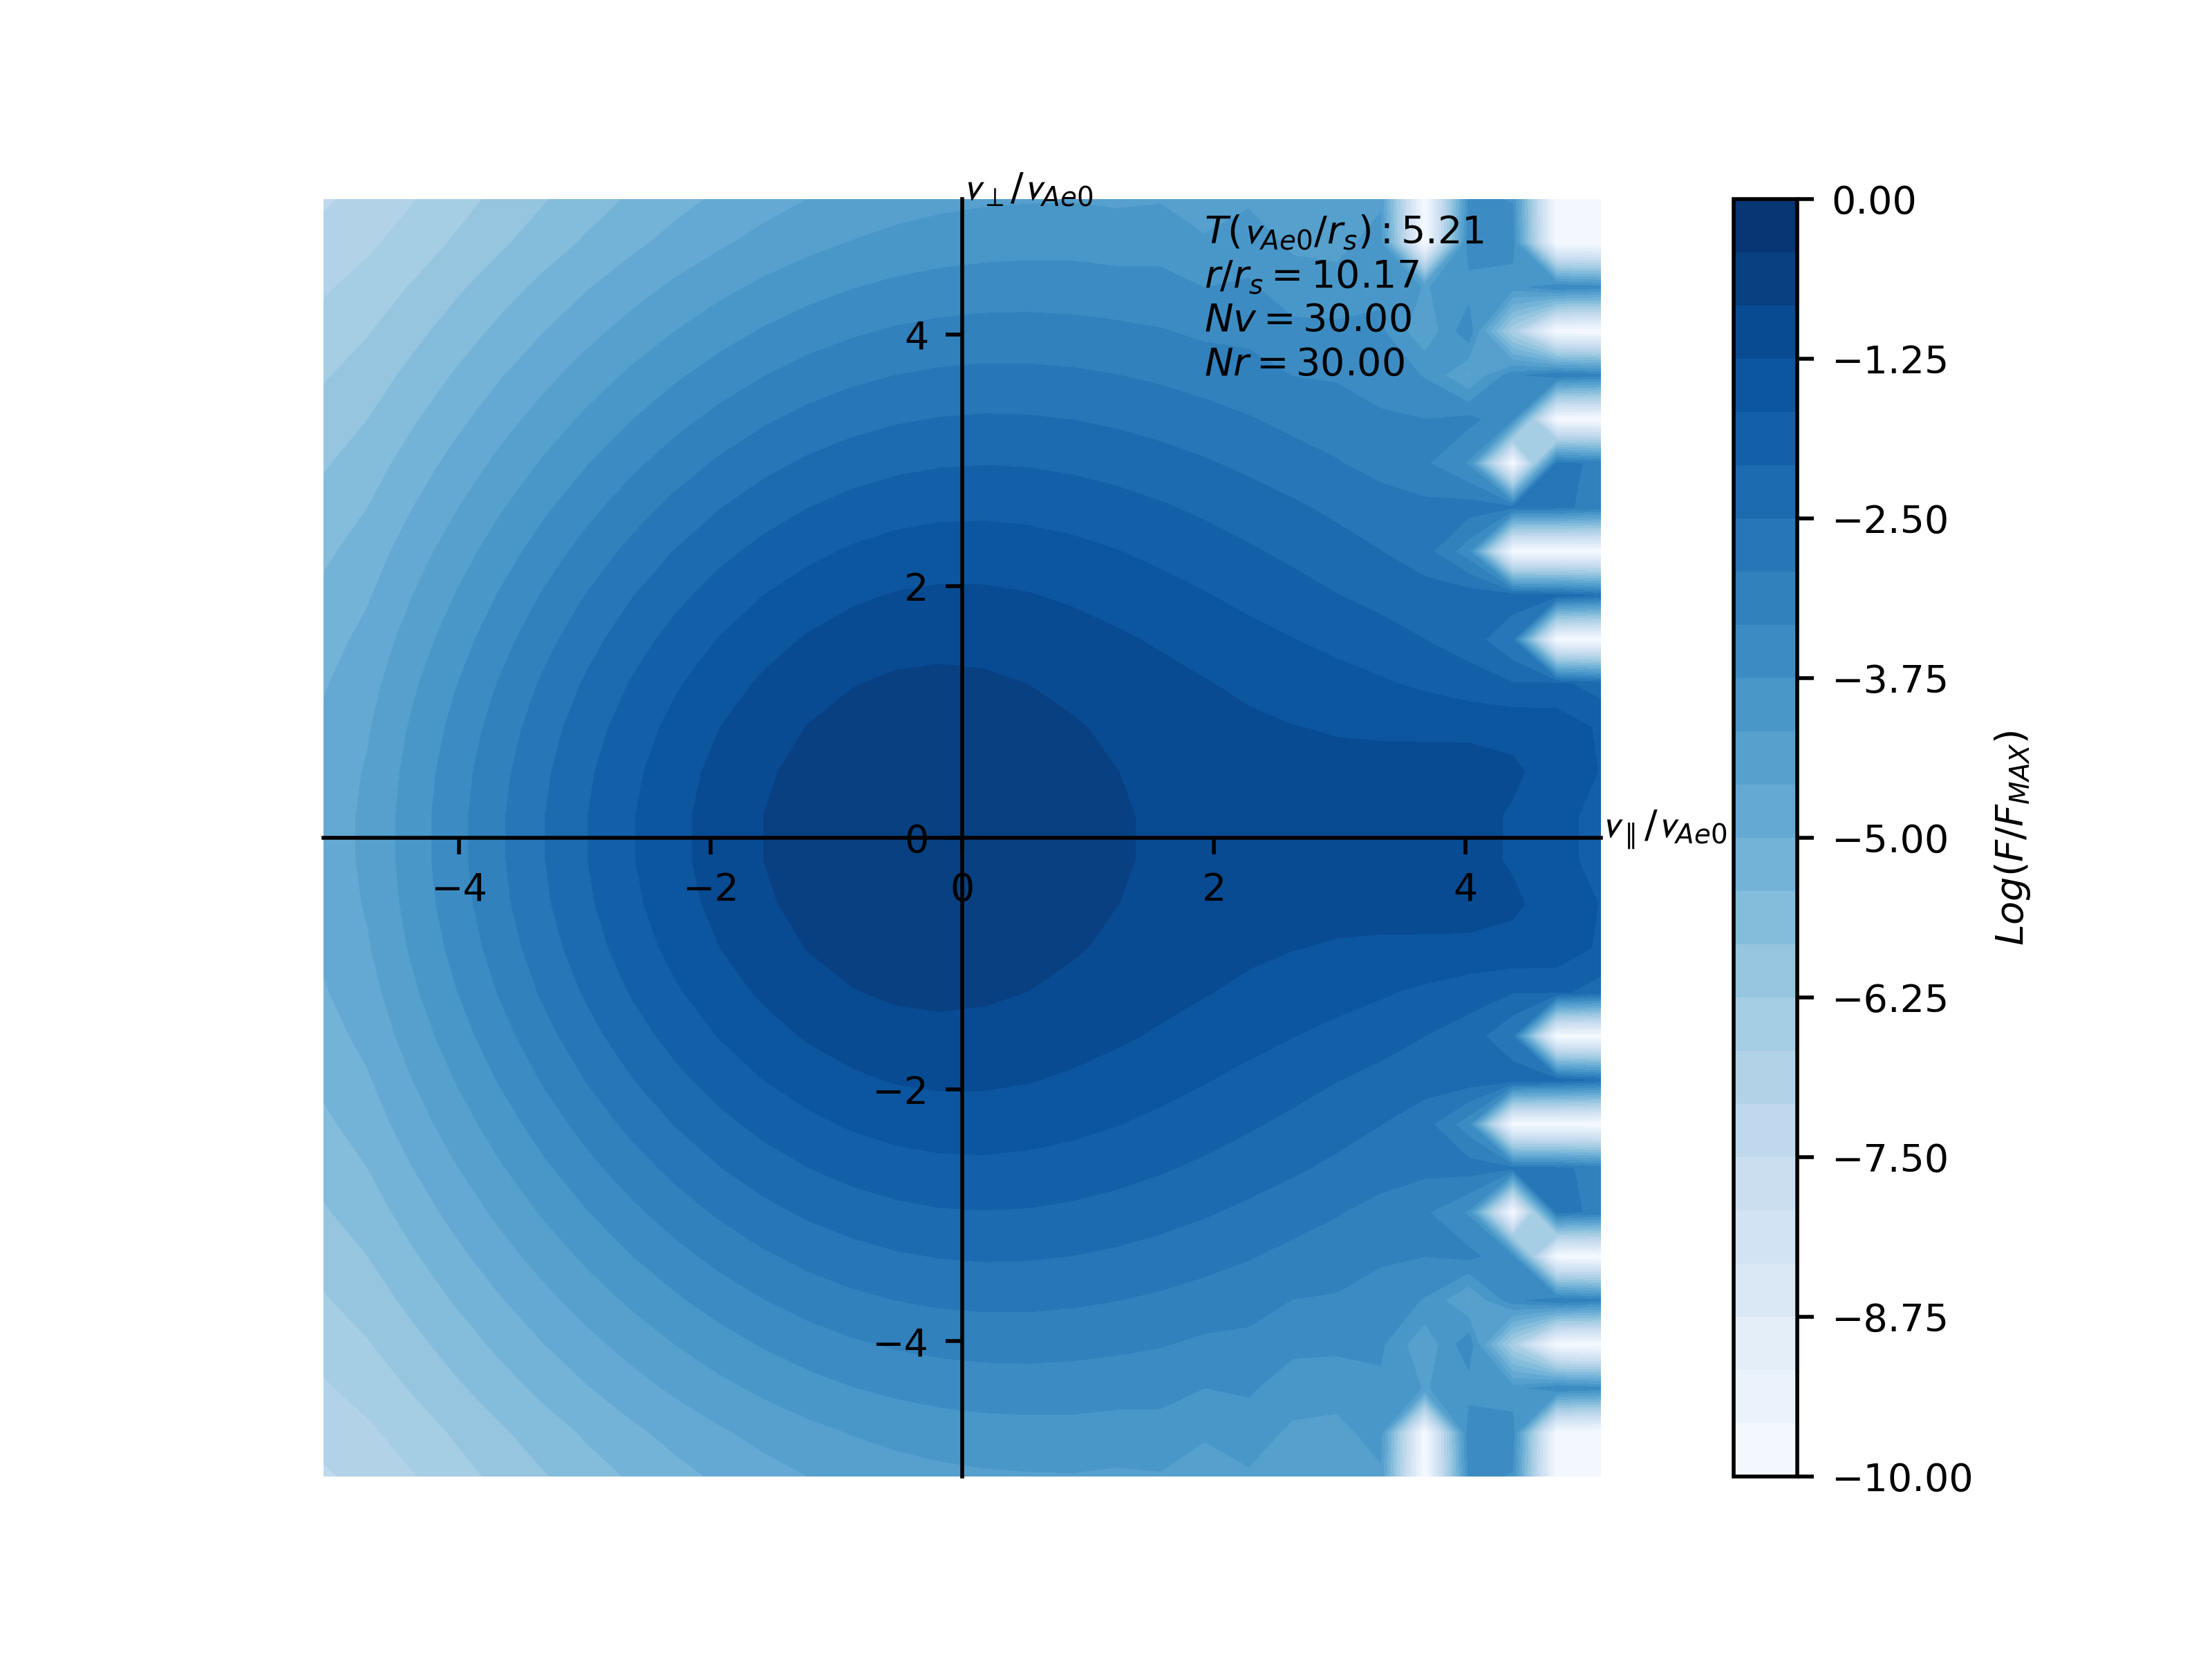 v⊥/vAe0
T(vAe0/rs):5.21
r/rs = 10.17
Nv = 30.00
Nr = 30.00
4
2
0
−2
−4
−4 −2 0 2 4
v∥/vAe0
0.00
−1.25
−2.50
−3.75
−5.00
−6.25
−7.50
−8.75
−10.00
Log(F/FMAX)